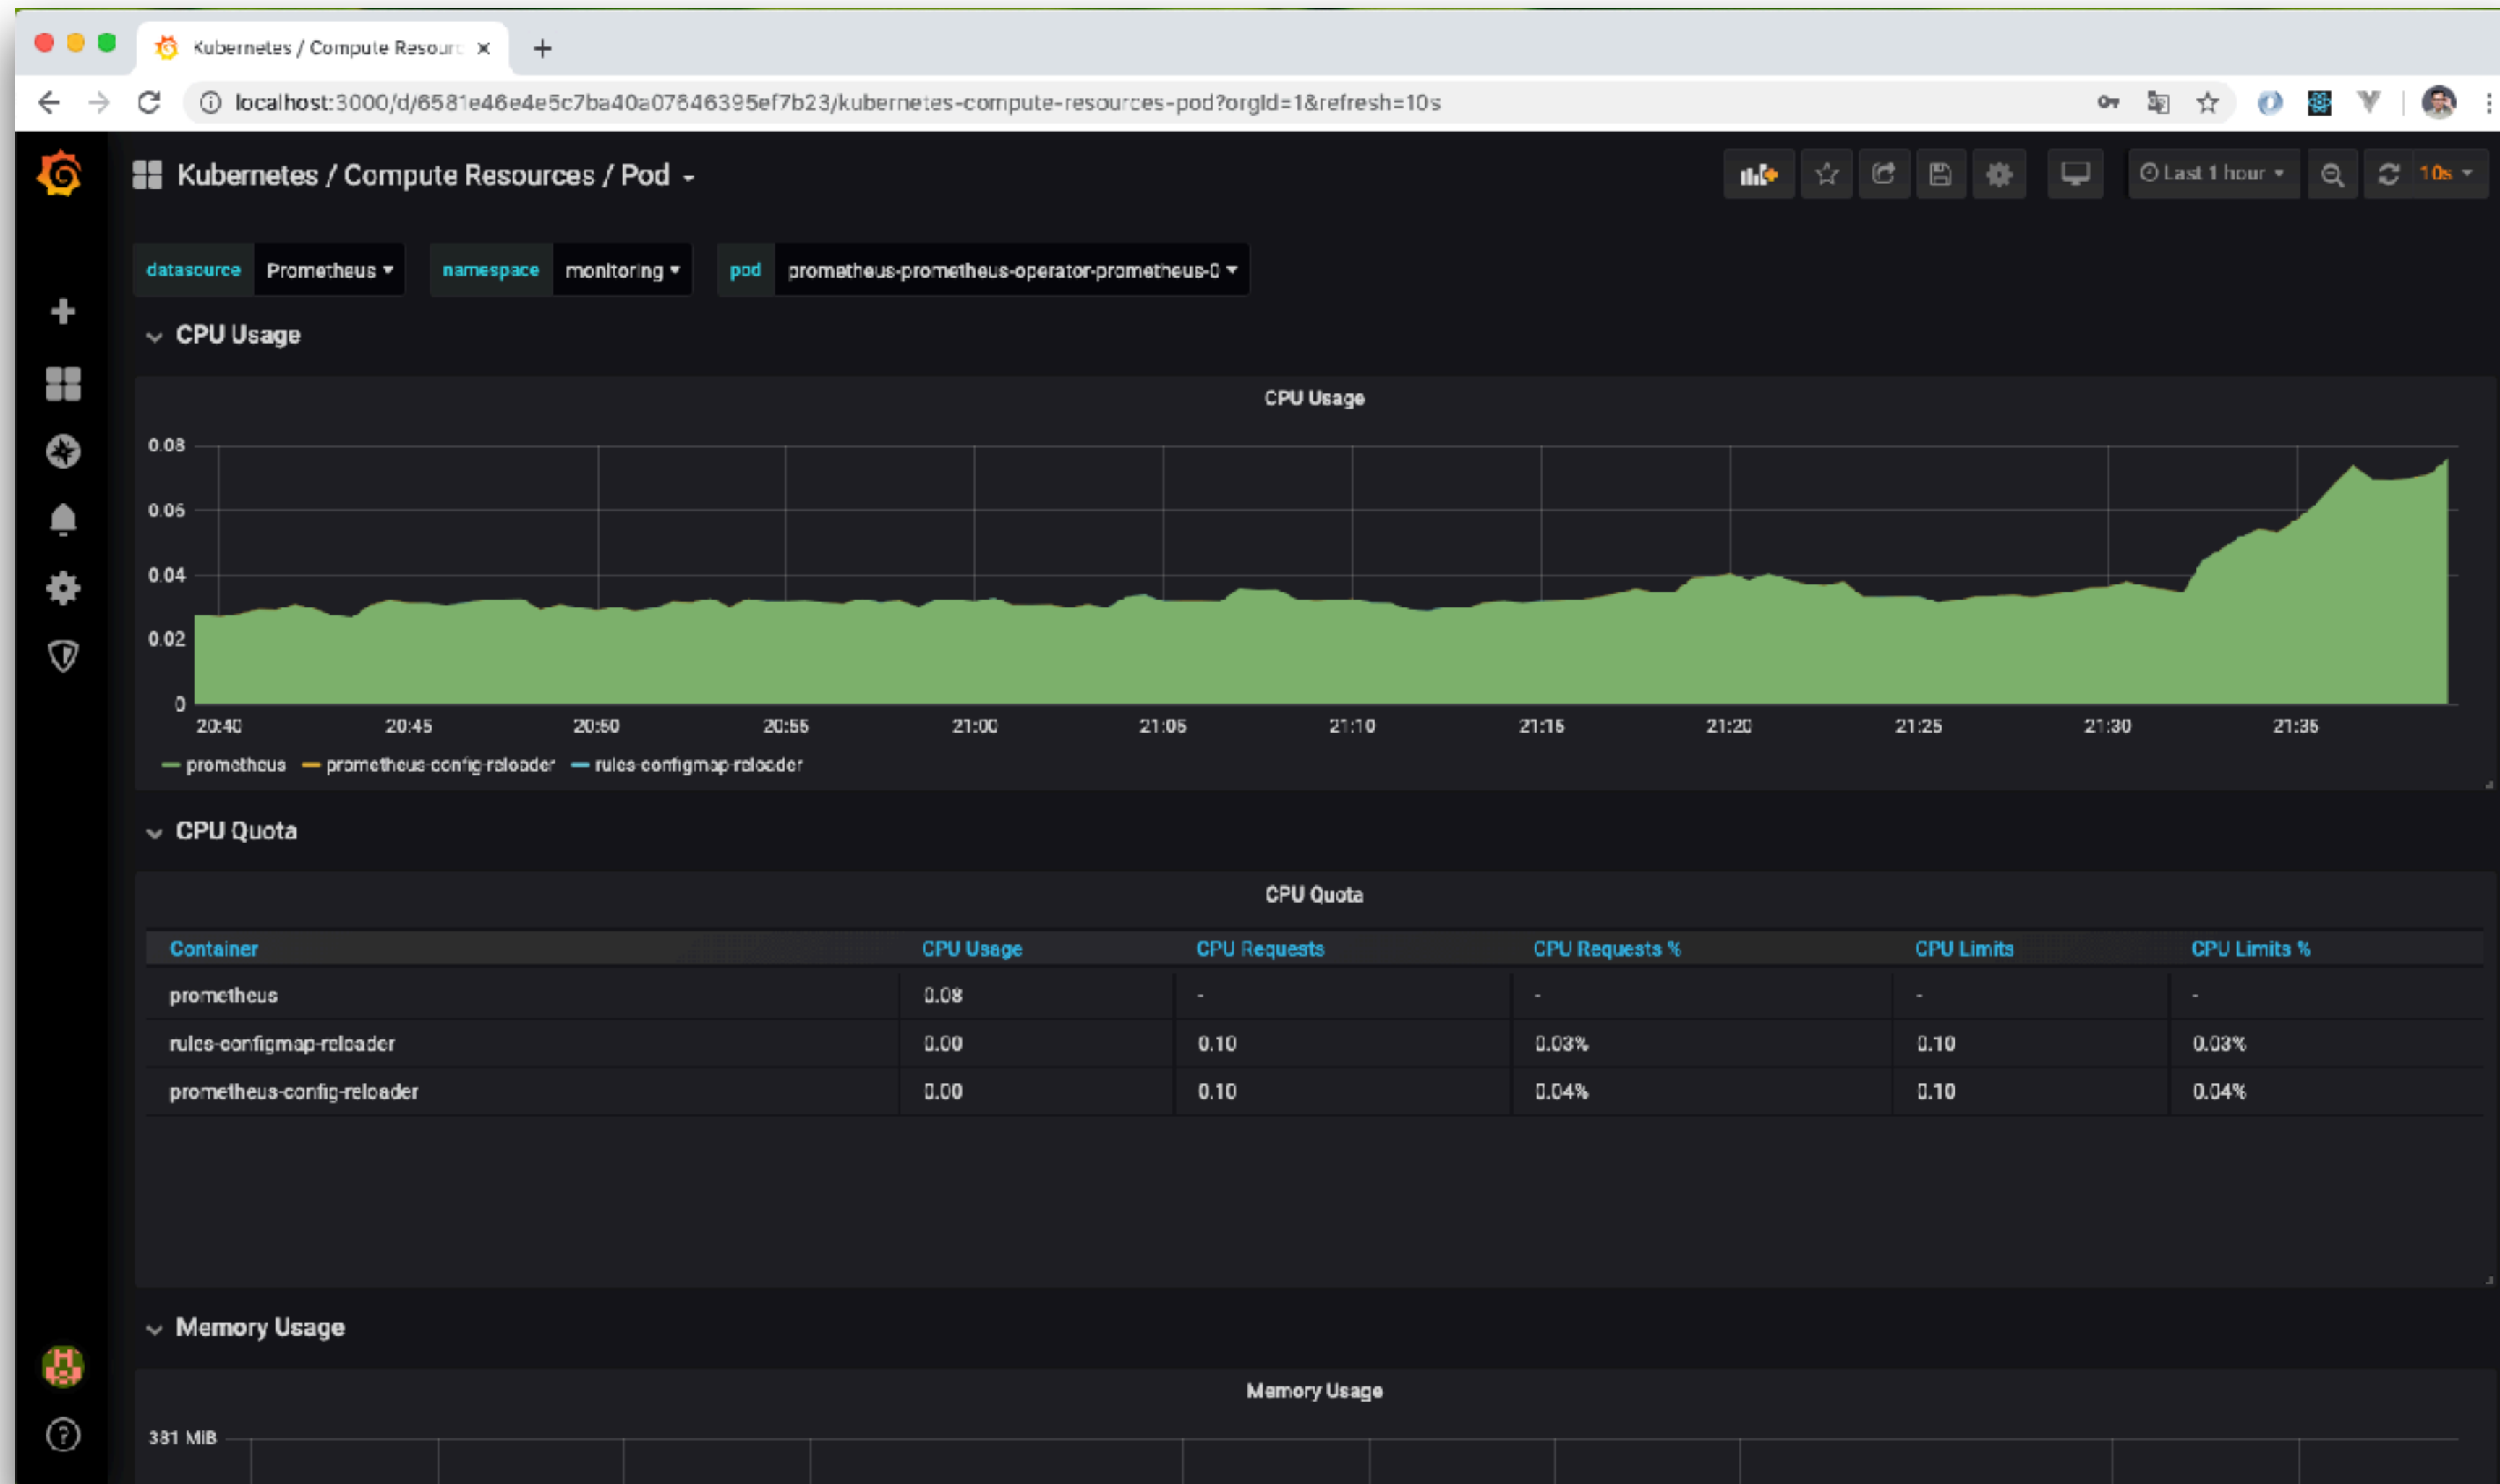 Kubernetes / Compute Resourc
localhost:3000/d/6581e46e4e5c7ba40a07646395ef7b23/kubernetes-compute-resources-pod?orgId=1&refresh=10s
Kubernetes / Compute Resources / Pod
Last 1 hour 10s
datasource Prometheus namespace monitoring pod prometheus-prometheus-operator-prometheus-0
CPU Usage
CPU Usage
0.08
0.06
0.04
0.02
0
20:40 20:45 20:50 20:55 21:00 21:05 21:10 21:15 21:20 21:25 21:30 21:35
prometheus prometheus-config-reloader rules-configmap-reloader
CPU Quota
CPU Quota
Container CPU Usage CPU Requests CPU Requests % CPU Limits CPU Limits %
prometheus 0.08 - - - -
rules-configmap-reloader 0.00 0.10 0.03% 0.10 0.03%
prometheus-config-reloader 0.00 0.10 0.04% 0.10 0.04%
Memory Usage
Memory Usage
381 MiB